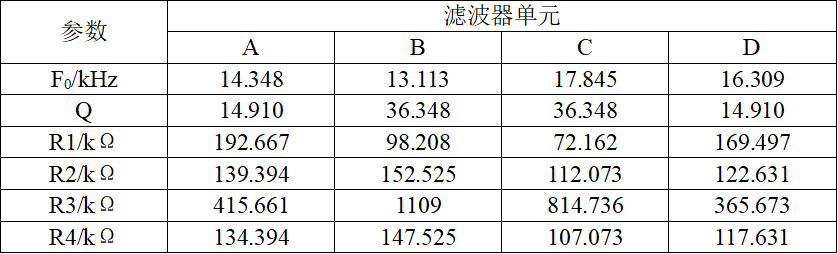 参数 滤波器单元
A B C D
F₀/kHz 14.348 13.113 17.845 16.309
Q 14.910 36.348 36.348 14.910
R1/kΩ 192.667 98.208 72.162 169.497
R2/kΩ 139.394 152.525 112.073 122.631
R3/kΩ 415.661 1109 814.736 365.673
R4/kΩ 134.394 147.525 107.073 117.631